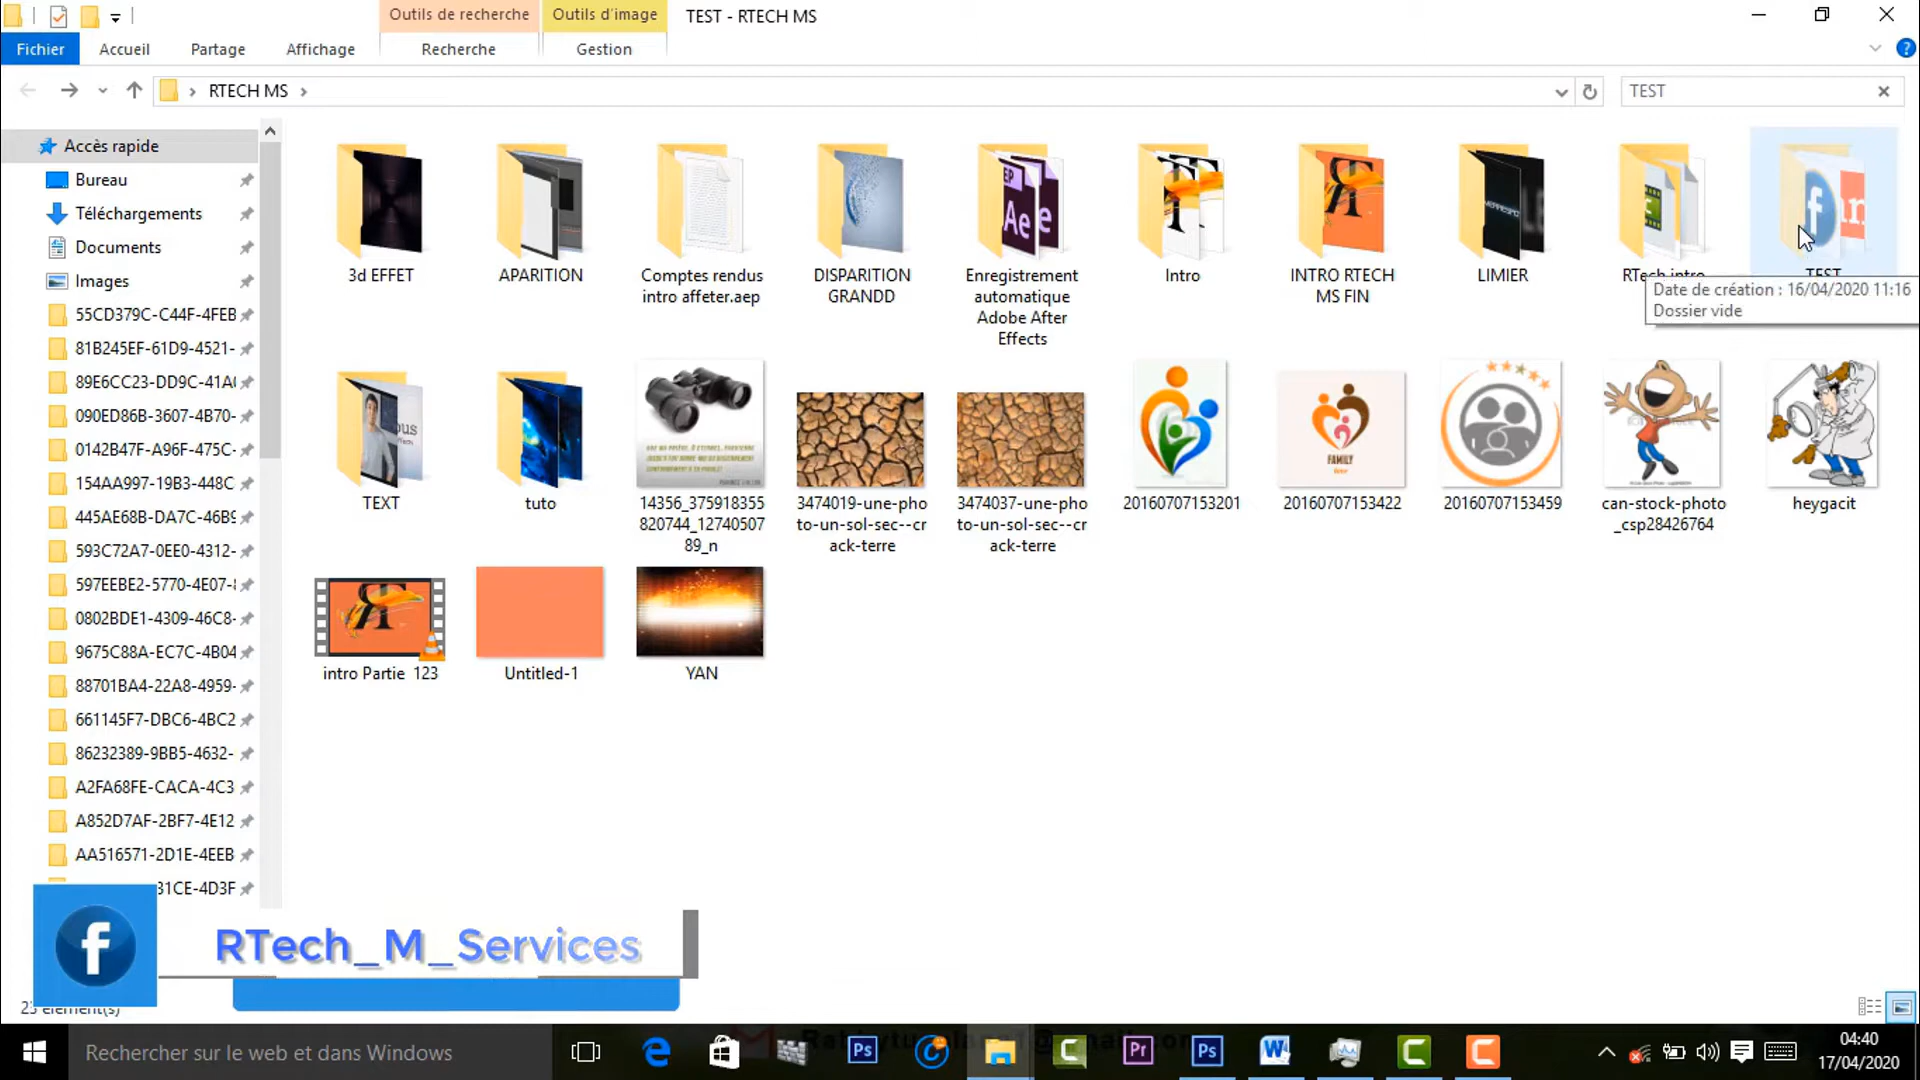 Outils de recherche
Outils d'image
TEST - RTECH MS
Fichier
Accueil
Partage
Affichage
Recherche
Gestion
RTECH MS
TEST
Accès rapide
Bureau
Téléchargements
Documents
Images
55CD379C-C44F-4FEB
81B245EF-61D9-4521-
89E6CC23-DD9C-41A
090ED86B-3607-4B70-
0142B47F-A96F-475C-
154AA997-19B3-448C
445AE68B-DA7C-46B9
593C72A7-0EE0-4312-
597EEBE2-5770-4E07-
0802BDE1-4309-46C8-
9675C88A-EC7C-4B04
88701BA4-22A8-4959-
661145F7-DBC6-4BC2
86232389-9BB5-4632-
A2FA68FE-CACA-4C3
A852D7AF-2BF7-4E12
AA516571-2D1E-4EEB
31CE-4D3F
3d EFFET
APARITION
Comptes rendus
intro affeter.aep
DISPARITION
GRANDD
Enregistrement
automatique
Adobe After
Effects
Intro
INTRO RTECH
MS FIN
LIMIER
RTech intro
TEST
Date de création : 16/04/2020 11:16
Dossier vide
TEXT
tuto
14356_375918355
820744_12740507
89_n
3474019-une-pho
to-un-sol-sec--cr
ack-terre
3474037-une-pho
to-un-sol-sec--cr
ack-terre
20160707153201
FAMILY
20160707153422
20160707153459
can-stock-photo
_csp28426764
heygacit
intro Partie 123
Untitled-1
YAN
RTech_M_Services
23 élément(s)
Rechercher sur le web et dans Windows
04:40
17/04/2020